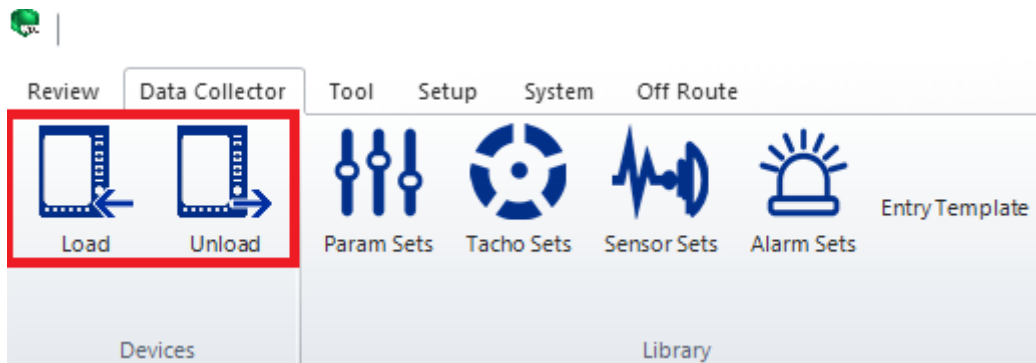 Review Data Collector Tool Setup System Off Route
Load Unload Param Sets Tacho Sets Sensor Sets Alarm Sets Entry Template
Devices Library